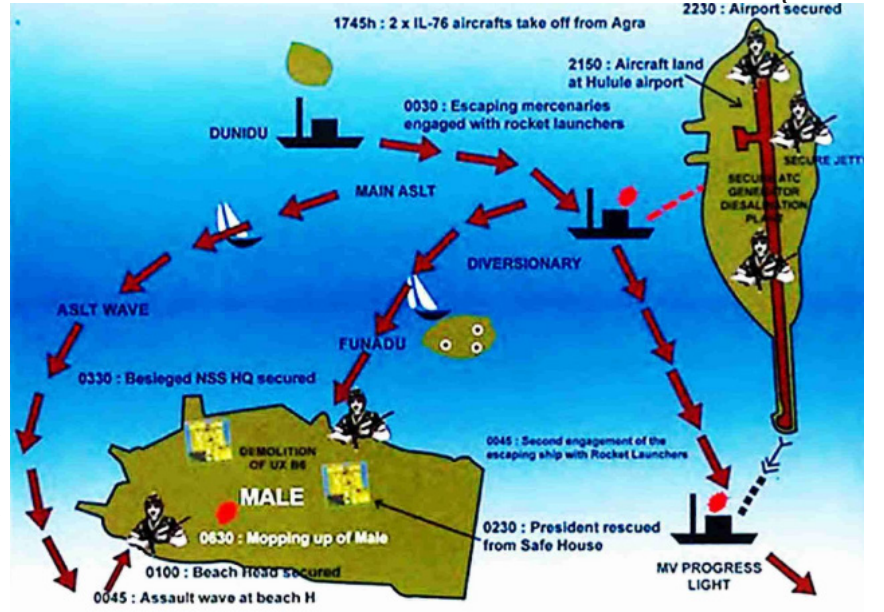 2230 : Airport secured
1745h : 2 x IL-76 aircrafts take off from Agra
2150 : Aircraft land
at Hulule airport
0030 : Escaping mercenaries
engaged with rocket launchers
DUNIDU
SECURE JETT
SECURE ATC
GENERATOR
DIESALINATION
PLANT
MAIN ASLT
DIVERSIONARY
ASLT WAVE
FUNADU
0330 : Besieged NSS HQ secured
DEMOLITION
OF UX B6
0045 : Second engagement of the
escaping ship with Rocket Launchers
MALE
0230 : President rescued
from Safe House
0630 : Mopping up of Male
0100 : Beach Head secured
0045 : Assault wave at beach H
MV PROGRESS
LIGHT